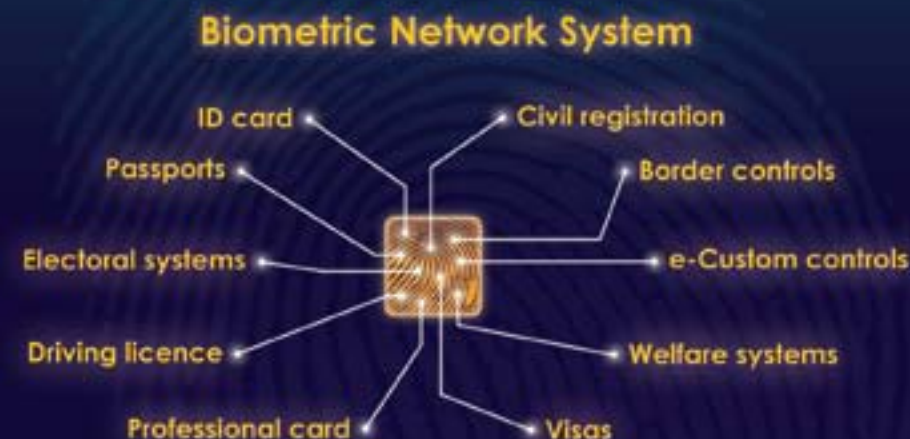 Biometric Network System
ID card
Civil registration
Passports
Border controls
Electoral systems
e-Custom controls
Driving licence
Welfare systems
Professional card
Visas